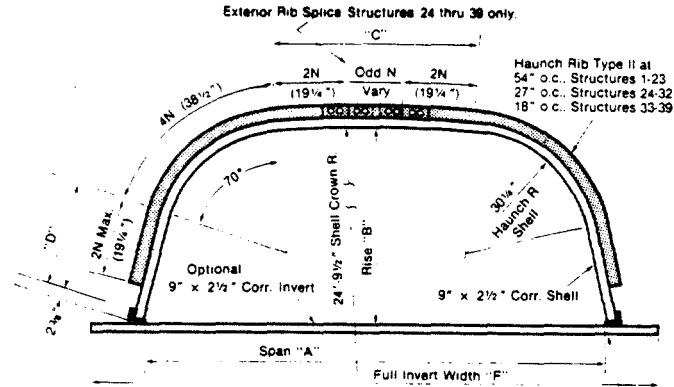 Exterior Rib Splice Structures 24 thru 39 only.
"C"
2N Odd N 2N
(19¼") Vary (19¼")
Haunch Rib Type II at
54" o.c., Structures 1-23
27" o.c., Structures 24-32
18" o.c., Structures 33-39
4N (38½")
70°
2N Max
(19¼")
"D"
2⅜"
24'-9½" Shell Crown R.
Rise "B"
30¼"
Haunch R
Shell
Optional
9" x 2½" Corr. Invert
9" x 2½" Corr. Shell
Span "A"
Full Invert Width "F"